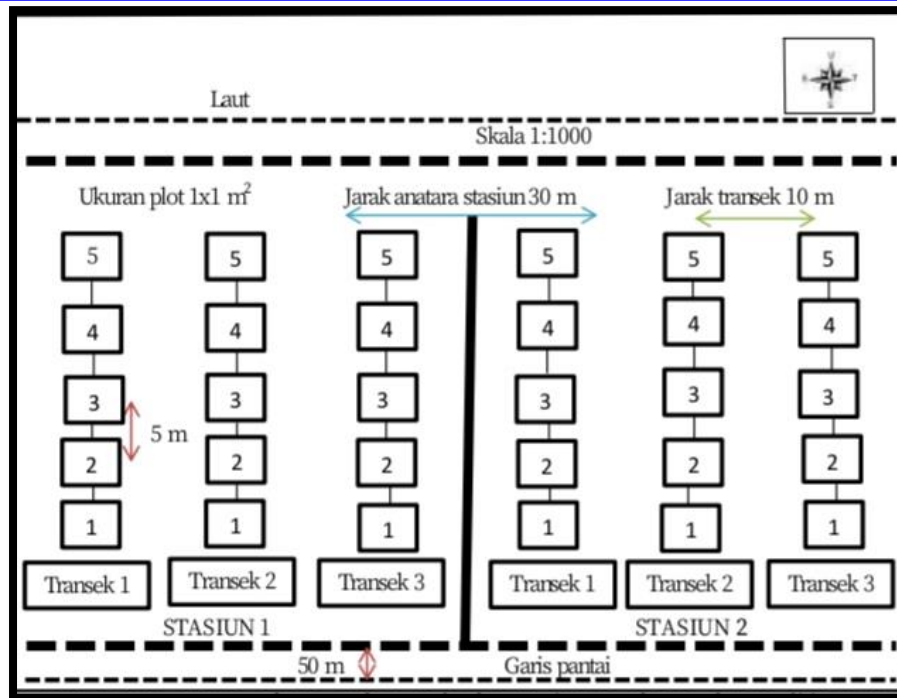 Laut
Skala 1:1000
Ukuran plot 1x1 m²
Jarak anatara stasiun 30 m
Jarak transek 10 m
5 5 5 5 5 5
4 4 4 4 4 4
3 3 3 3 3 3
5 m
2 2 2 2 2 2
1 1 1 1 1 1
Transek 1 Transek 2 Transek 3 Transek 1 Transek 2 Transek 3
STASIUN 1 STASIUN 2
50 m Garis pantai